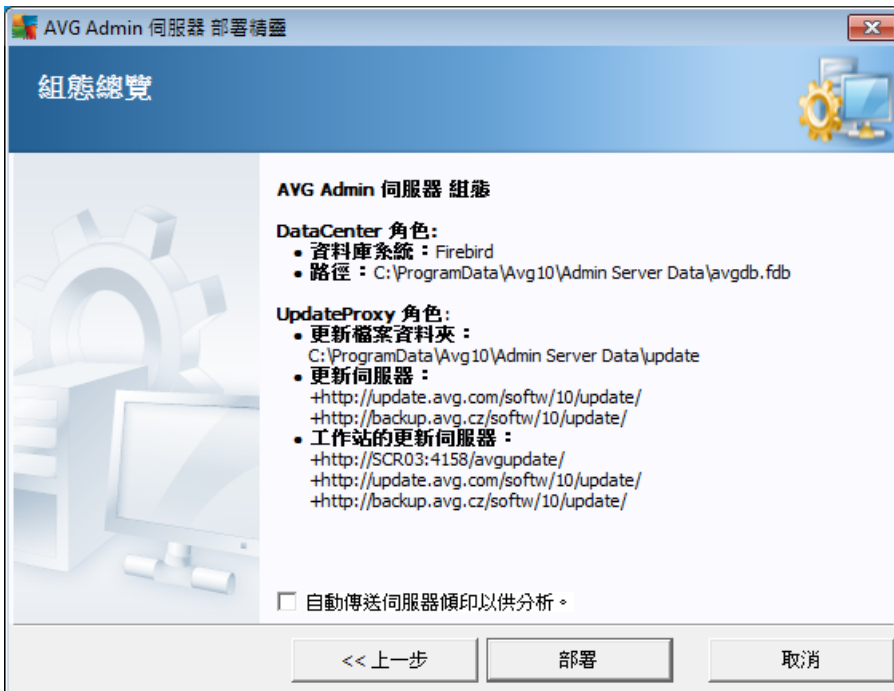 AVG Admin 伺服器 部署精靈
組態總覽
AVG Admin 伺服器 組態
DataCenter 角色:
• 資料庫系統：Firebird
• 路徑：C:\ProgramData\Avg10\Admin Server Data\avgdb.fdb
UpdateProxy 角色:
• 更新檔案資料夾：
C:\ProgramData\Avg10\Admin Server Data\update
• 更新伺服器：
+http://update.avg.com/softw/10/update/
+http://backup.avg.cz/softw/10/update/
• 工作站的更新伺服器：
+http://SCR03:4158/avgupdate/
+http://update.avg.com/softw/10/update/
+http://backup.avg.cz/softw/10/update/
自動傳送伺服器傾印以供分析。
<< 上一步
部署
取消